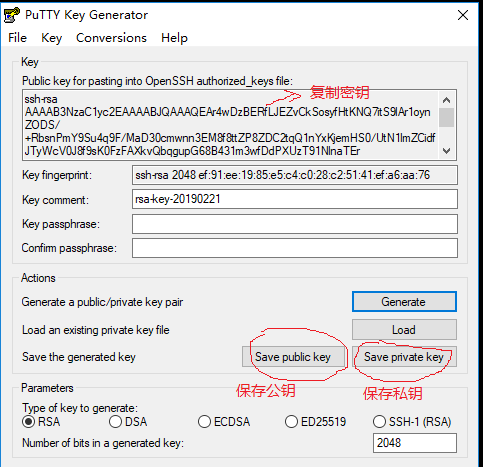 PuTTY Key Generator
File Key Conversions Help
Key
Public key for pasting into OpenSSH authorized_keys file:
复制密钥
ssh-rsa
AAAAB3NzaC1yc2EAAAABJQAAAQEAr4wDzBERfLJEZvCkSosyfHtKNQ7itS9lAr1oyn
ZODS/
+RbsnPmY9Su4q9F/MaD30cmwnn3EM8f8ttZP8ZDC2tqQ1nYxKjemHS0/UtN1lmZCidf
JTyWcV0J8f9sK0FzFAXkvQbqgupG68B431m3wfDdPXUzT91NInaTEr
Key fingerprint: ssh-rsa 2048 ef:91:ee:19:85:e5:c4:c0:28:c2:51:41:ef:a6:aa:76
Key comment: rsa-key-20190221
Key passphrase:
Confirm passphrase:
Actions
Generate a public/private key pair Generate
Load an existing private key file Load
Save the generated key Save public key Save private key
保存公钥 保存私钥
Parameters
Type of key to generate:
RSA DSA ECDSA ED25519 SSH-1 (RSA)
Number of bits in a generated key: 2048